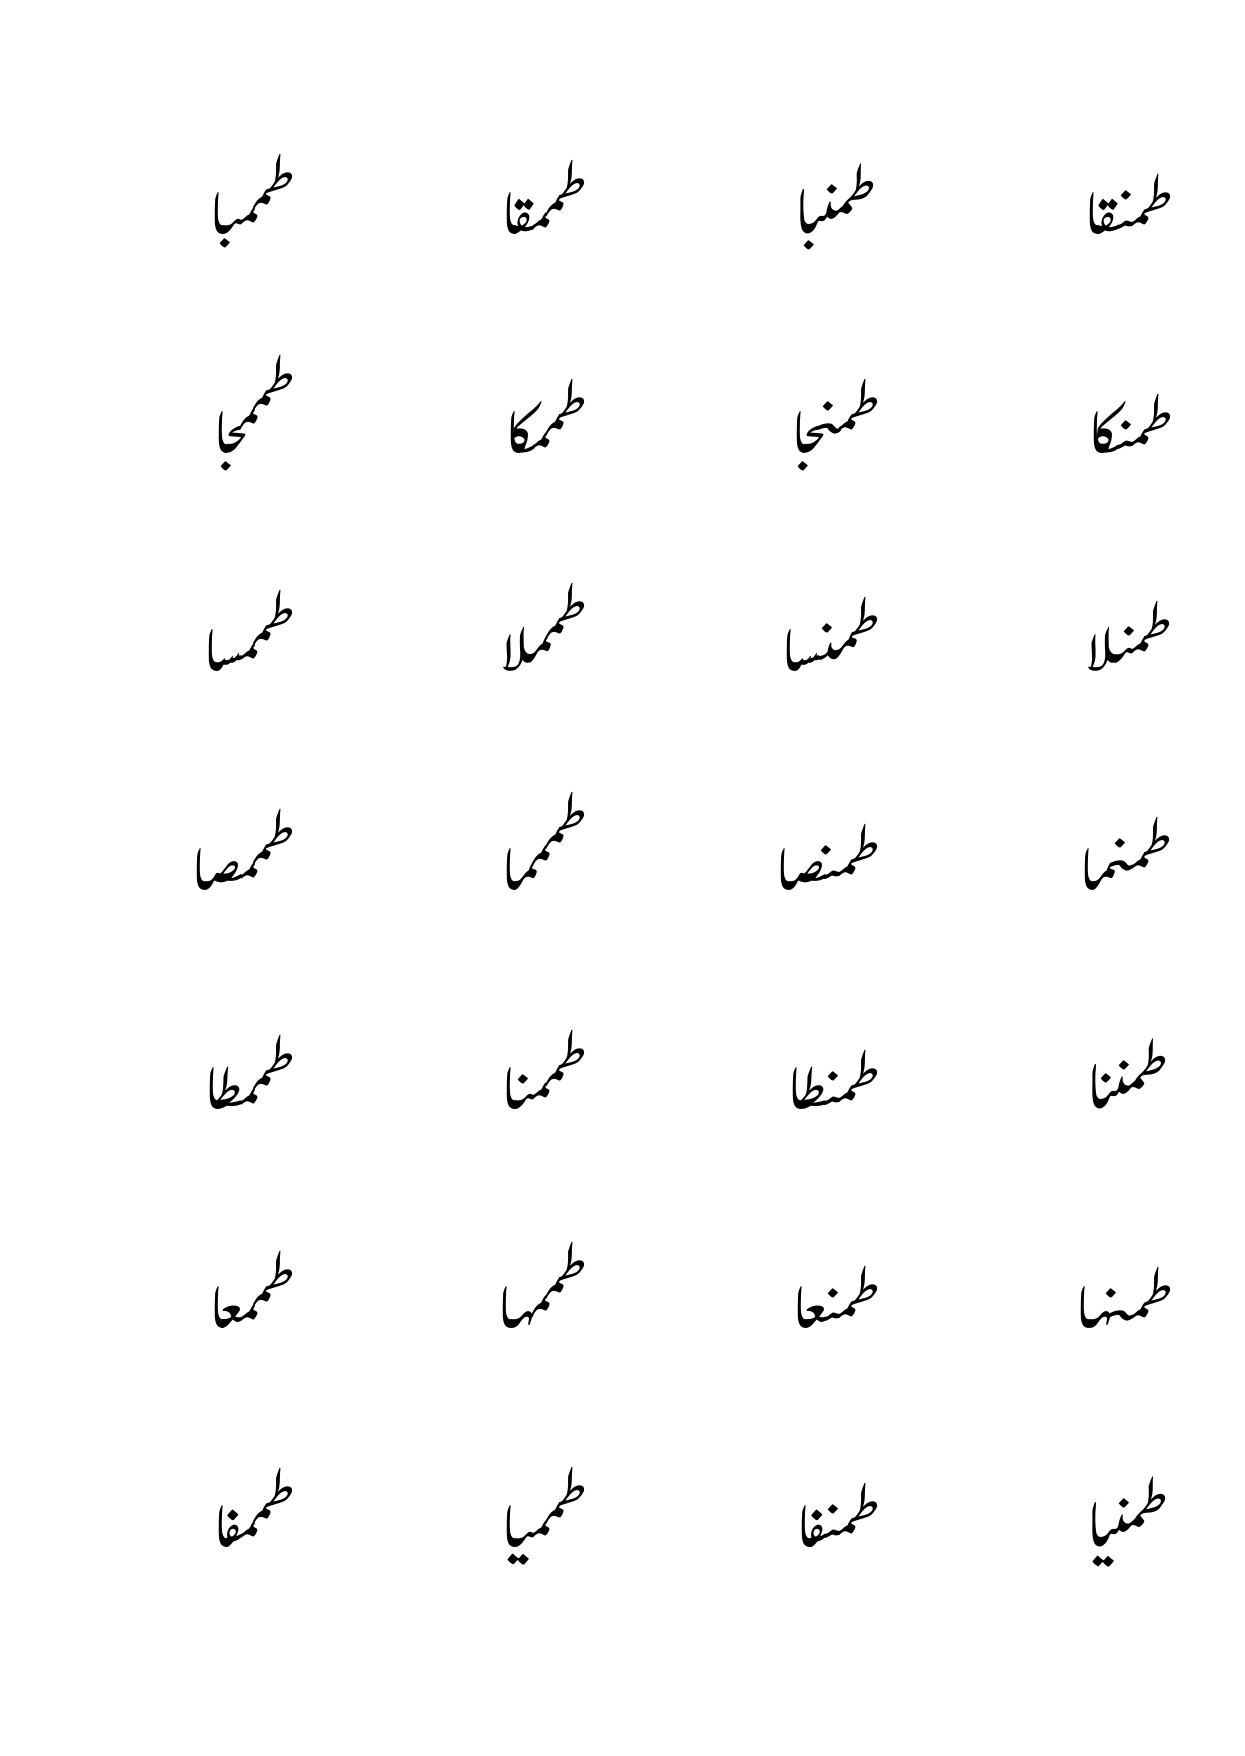 طمنقا طمنبا طممقا طممبا
طمنکا طمنجا طممکا طممجا
طمنلا طمنسا طمملا طممسا
طمنما طمنصا طممما طممصا
طمننا طمنطا طممنا طممطا
طمنہا طمنعا طممہا طممعا
طمنیا طمنفا طممیا طممفا